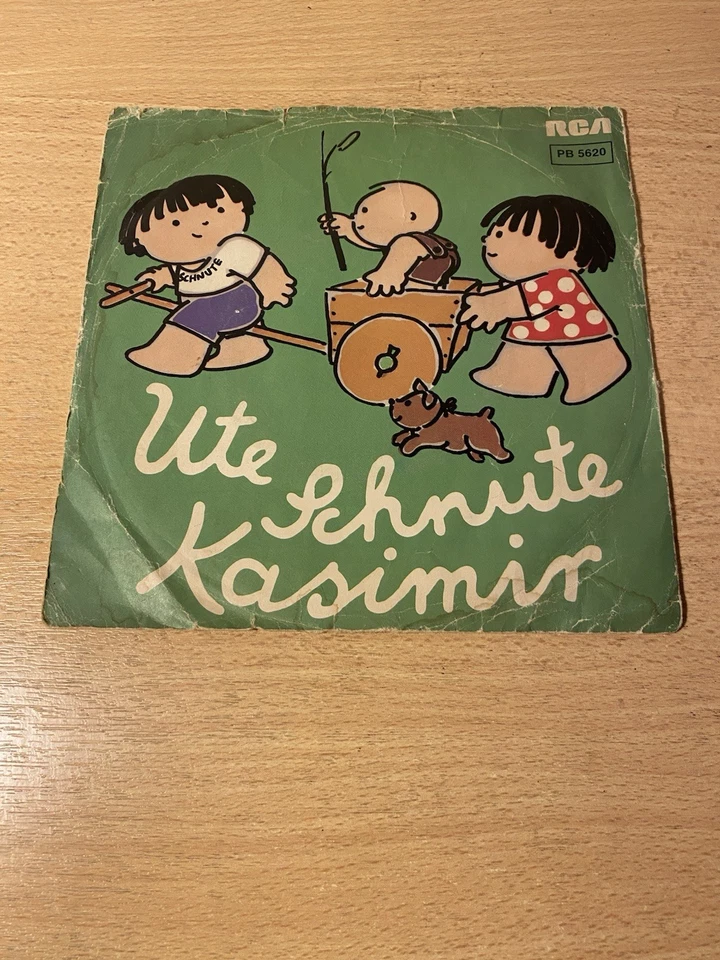 RCA
PB 5620
SCHNUTE
Ute
Schnute
Kasimir